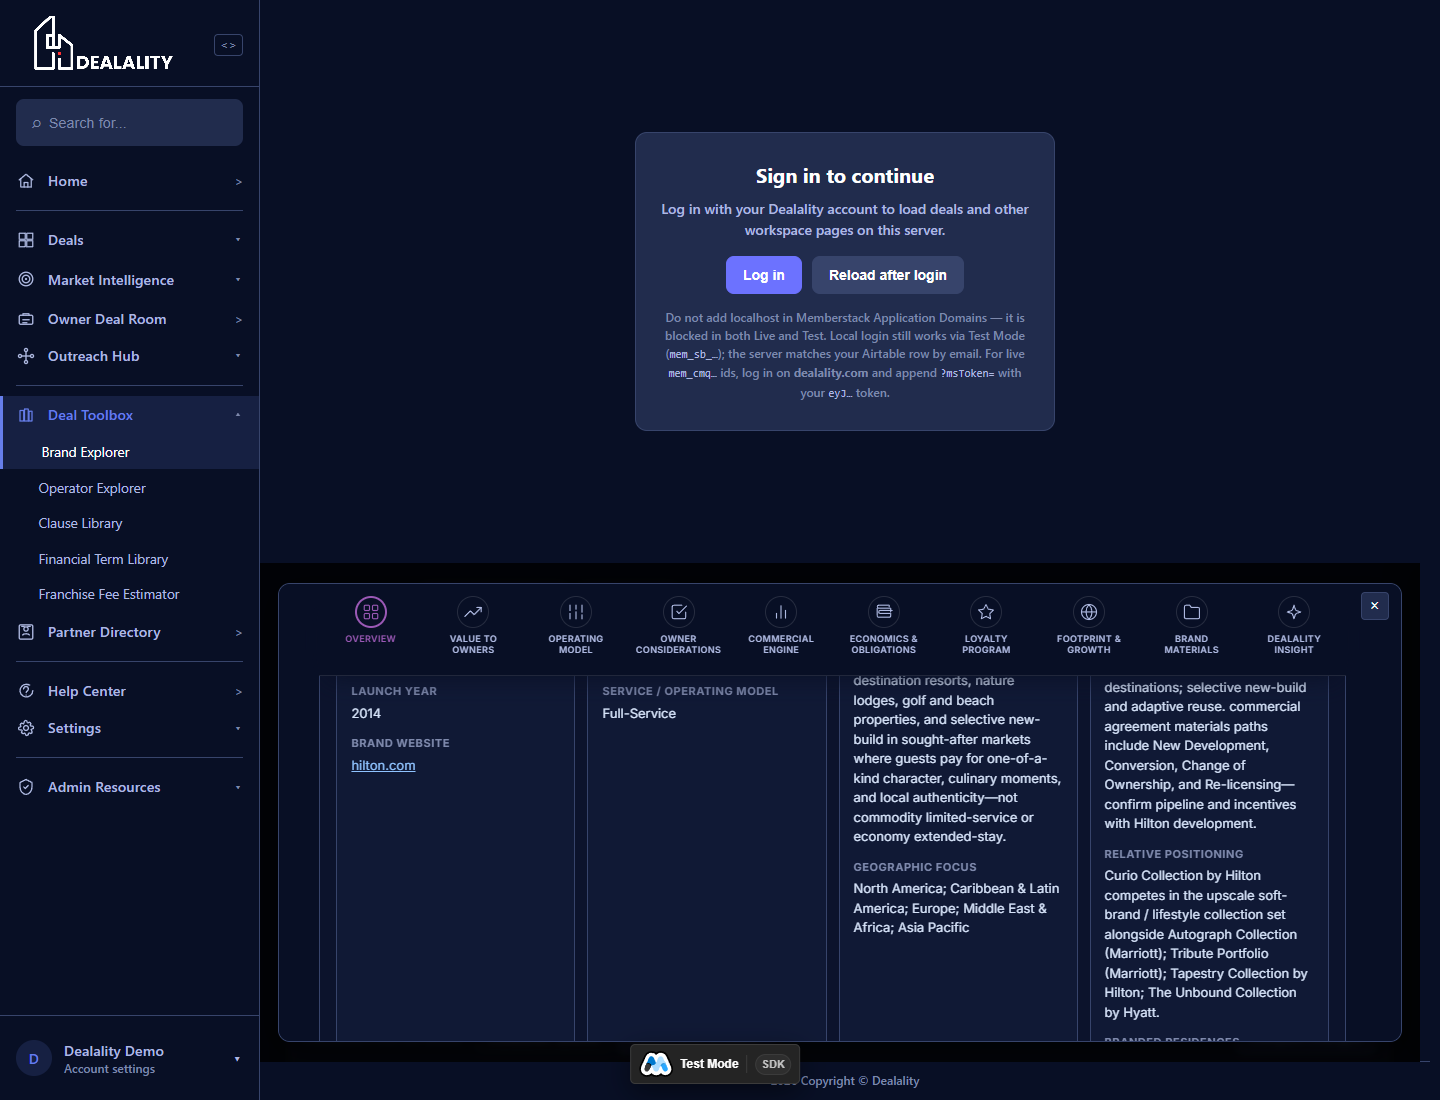 DEALALITY
< >
Search for...
Home
Deals
Market Intelligence
Owner Deal Room
Outreach Hub
Deal Toolbox
Brand Explorer
Operator Explorer
Clause Library
Financial Term Library
Franchise Fee Estimator
Partner Directory
Help Center
Settings
Admin Resources
D
Dealality Demo
Account settings
Sign in to continue
Log in with your Dealality account to load deals and other
workspace pages on this server.
Log in
Reload after login
Do not add localhost in Memberstack Application Domains — it is
blocked in both Live and Test. Local login still works via Test Mode
(mem_sb_…); the server matches your Airtable row by email. For live
mem_cmq… ids, log in on dealality.com and append ?msToken= with
your eyJ… token.
OVERVIEW
VALUE TO
OWNERS
OPERATING
MODEL
OWNER
CONSIDERATIONS
COMMERCIAL
ENGINE
ECONOMICS &
OBLIGATIONS
LOYALTY
PROGRAM
FOOTPRINT &
GROWTH
BRAND
MATERIALS
DEALALITY
INSIGHT
×
LAUNCH YEAR
2014
BRAND WEBSITE
hilton.com
SERVICE / OPERATING MODEL
Full-Service
destination resorts, nature
lodges, golf and beach
properties, and selective new-
build in sought-after markets
where guests pay for one-of-a-
kind character, culinary moments,
and local authenticity—not
commodity limited-service or
economy extended-stay.
GEOGRAPHIC FOCUS
North America; Caribbean & Latin
America; Europe; Middle East &
Africa; Asia Pacific
destinations; selective new-build
and adaptive reuse. commercial
agreement materials paths
include New Development,
Conversion, Change of
Ownership, and Re-licensing—
confirm pipeline and incentives
with Hilton development.
RELATIVE POSITIONING
Curio Collection by Hilton
competes in the upscale soft-
brand / lifestyle collection set
alongside Autograph Collection
(Marriott); Tribute Portfolio
(Marriott); Tapestry Collection by
Hilton; The Unbound Collection
by Hyatt.
BRANDED RESIDENCES
Test Mode
SDK
Copyright © Dealality